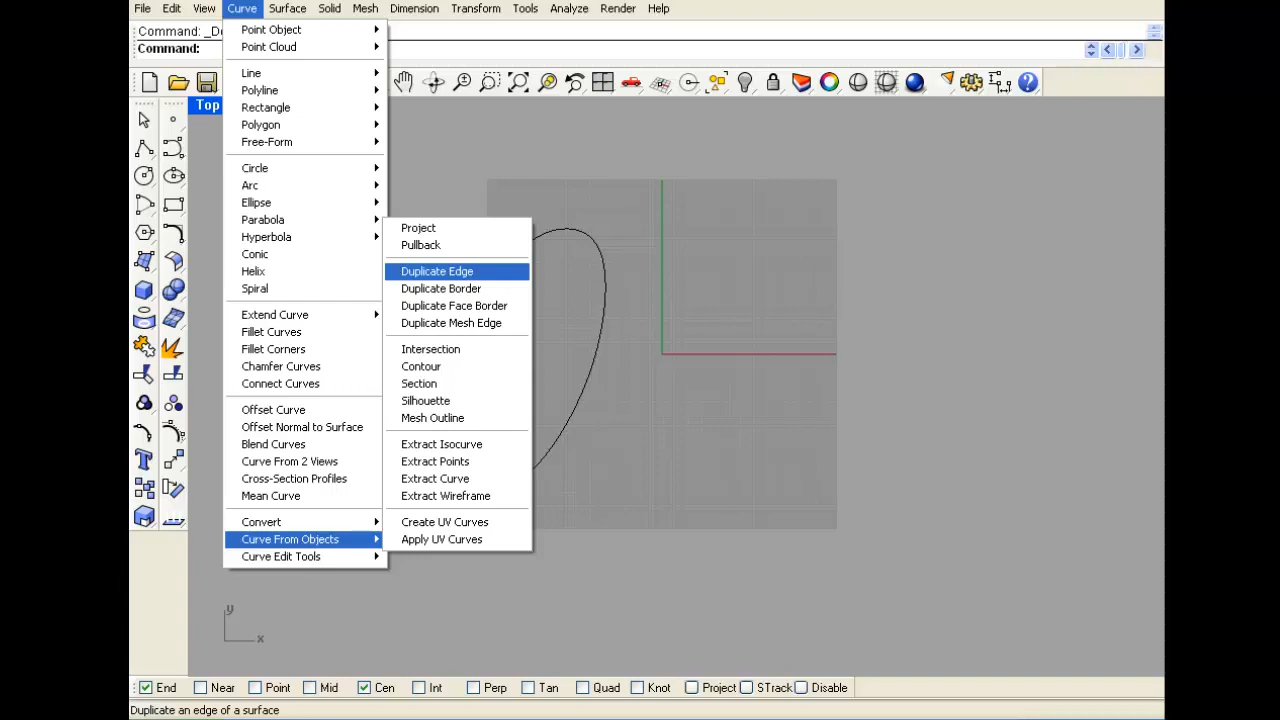 File Edit View Curve Surface Solid Mesh Dimension Transform Tools Analyze Render Help
Command: _De
Command:
Top
Point Object
Point Cloud
Line
Polyline
Rectangle
Polygon
Free-Form
Circle
Arc
Ellipse
Parabola
Hyperbola
Conic
Helix
Spiral
Extend Curve
Fillet Curves
Fillet Corners
Chamfer Curves
Connect Curves
Offset Curve
Offset Normal to Surface
Blend Curves
Curve From 2 Views
Cross-Section Profiles
Mean Curve
Convert
Curve From Objects
Curve Edit Tools
Project
Pullback
Duplicate Edge
Duplicate Border
Duplicate Face Border
Duplicate Mesh Edge
Intersection
Contour
Section
Silhouette
Mesh Outline
Extract Isocurve
Extract Points
Extract Curve
Extract Wireframe
Create UV Curves
Apply UV Curves
y
x
End Near Point Mid Cen Int Perp Tan Quad Knot Project STrack Disable
Duplicate an edge of a surface